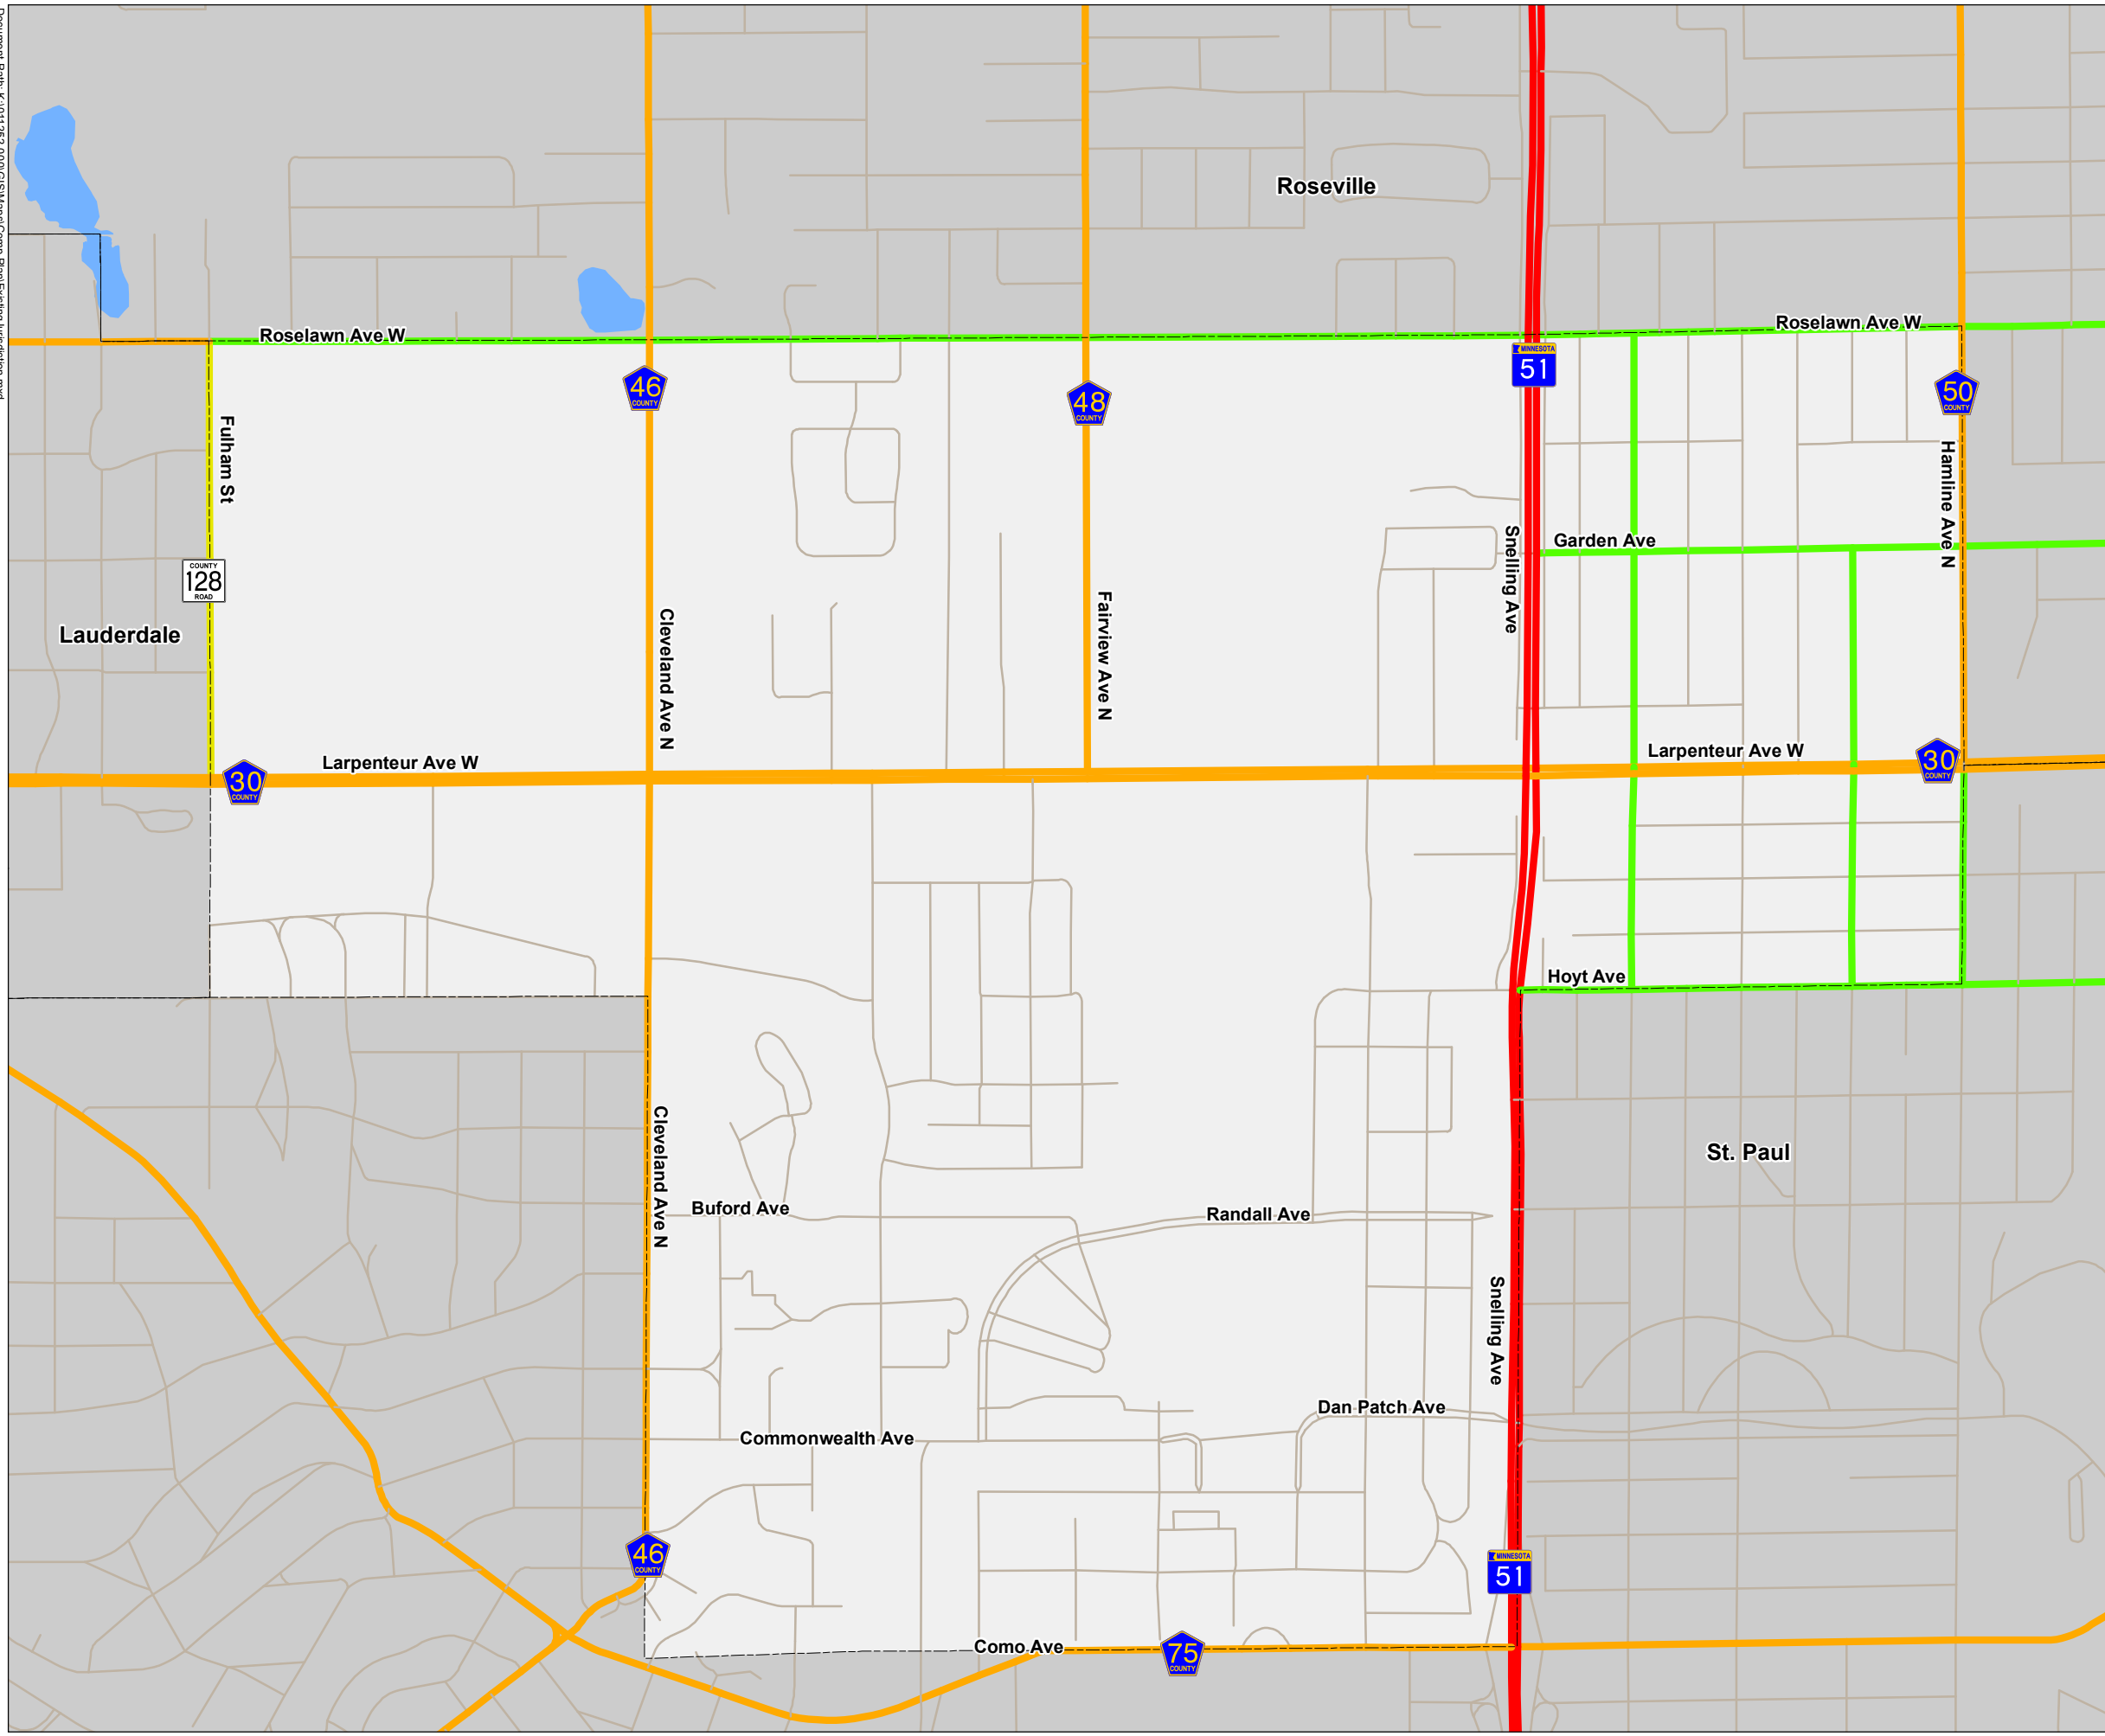 Roseville
Roselawn Ave W
Roselawn Ave W
46
COUNTY
48
COUNTY
MINNESOTA
51
50
COUNTY
Fulham St
Hamline Ave N
Snelling Ave
Garden Ave
COUNTY
128
ROAD
Lauderdale
Cleveland Ave N
Fairview Ave N
Larpenteur Ave W
Larpenteur Ave W
30
COUNTY
30
COUNTY
Hoyt Ave
St. Paul
Cleveland Ave N
Buford Ave
Randall Ave
Snelling Ave
Dan Patch Ave
Commonwealth Ave
46
COUNTY
MINNESOTA
51
Como Ave
75
COUNTY